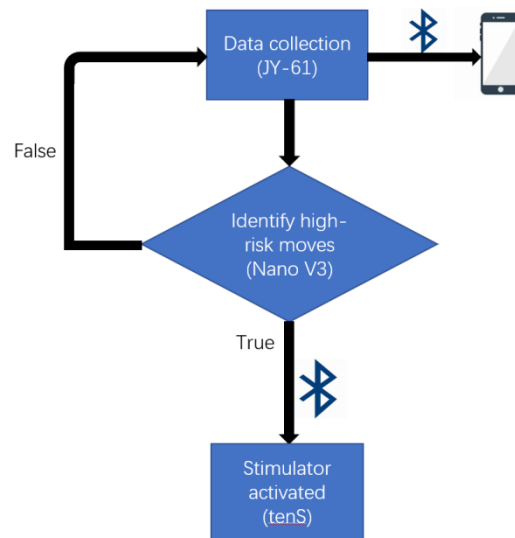 Data collection
(JY-61)
False
Identify high-
risk moves
(Nano V3)
True
Stimulator
activated
(tenS)